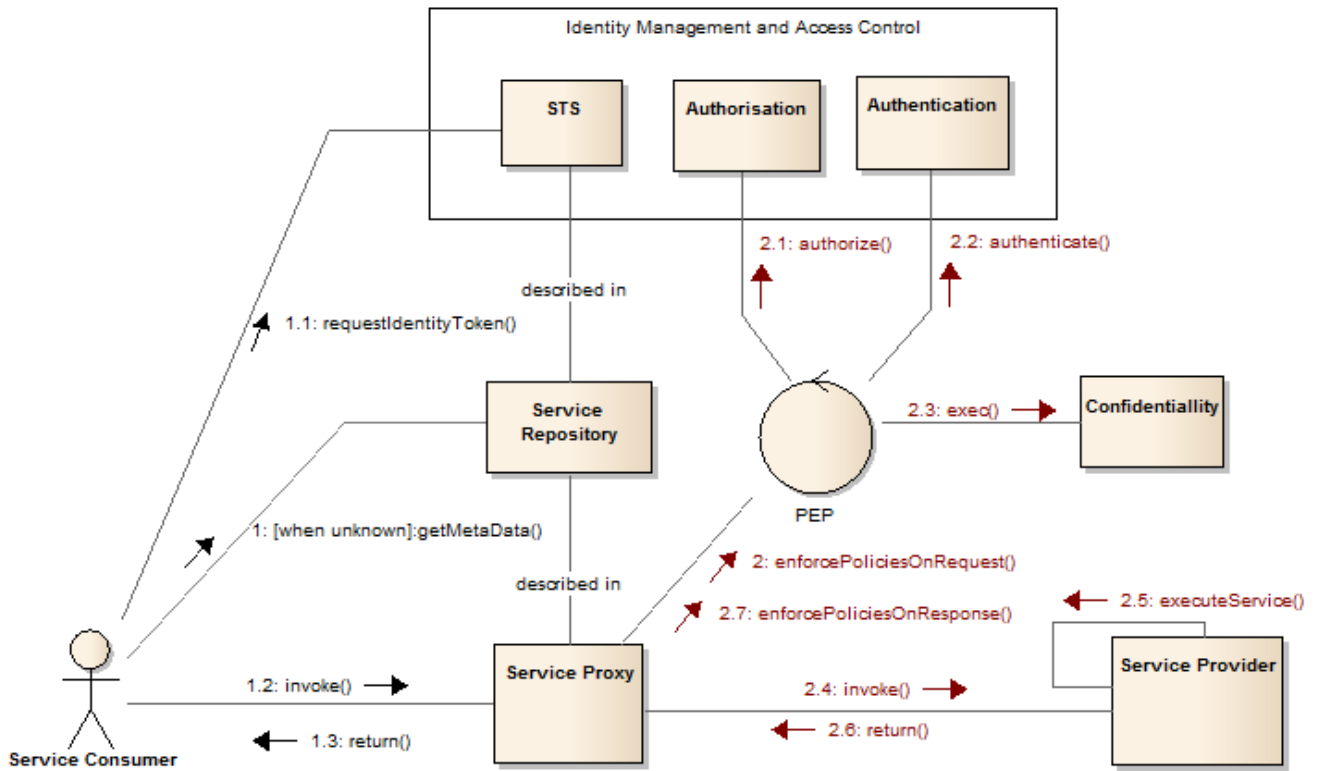 Identity Management and Access Control
STS
Authorisation
Authentication
2.1: authorize()
2.2: authenticate()
described in
1.1: requestIdentityToken()
Service
Repository
2.3: exec()
Confidentiallity
PEP
1: [when unknown]:getMetaData()
2: enforcePoliciesOnRequest()
described in
2.7: enforcePoliciesOnResponse()
2.5: executeService()
Service Proxy
Service Provider
1.2: invoke()
2.4: invoke()
2.6: return()
1.3: return()
Service Consumer